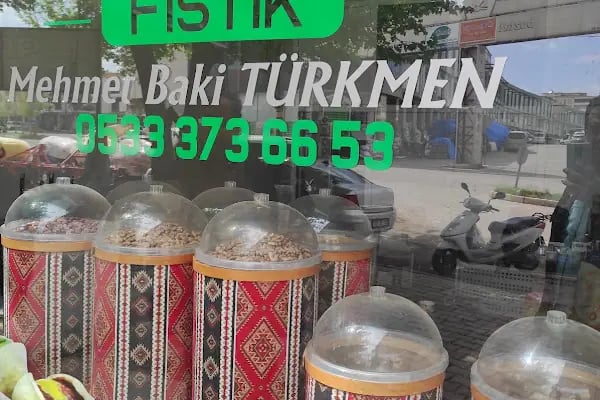 FISTIK
Mehmet Baki TÜRKMEN
0533 373 66 53